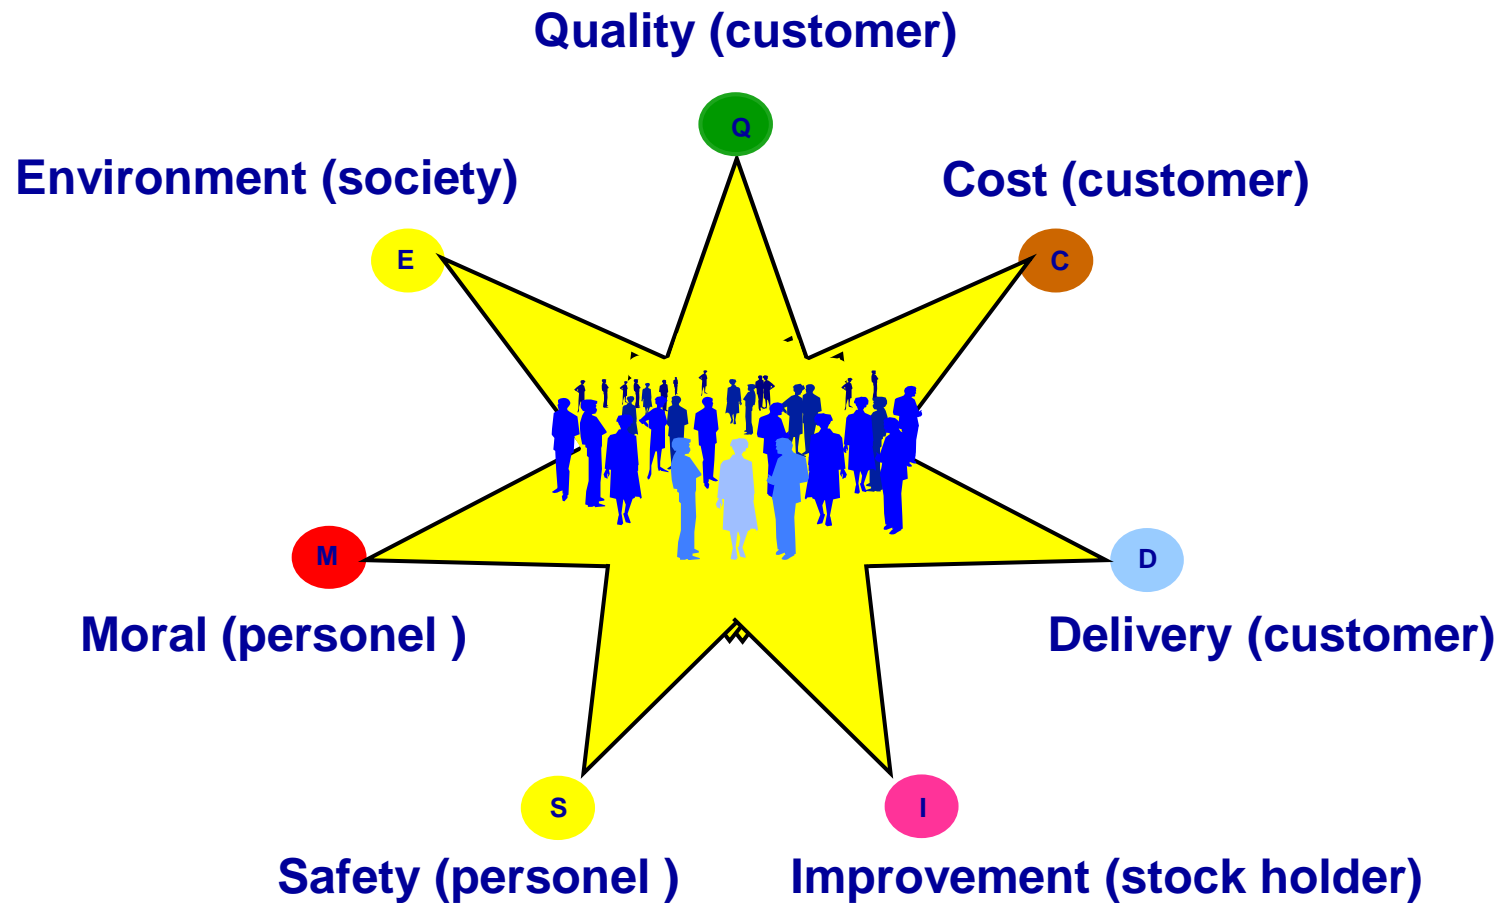 Quality (customer)
Q
Environment (society)
Cost (customer)
E
C
M
D
Moral (personel )
Delivery (customer)
S
I
Safety (personel )
Improvement (stock holder)